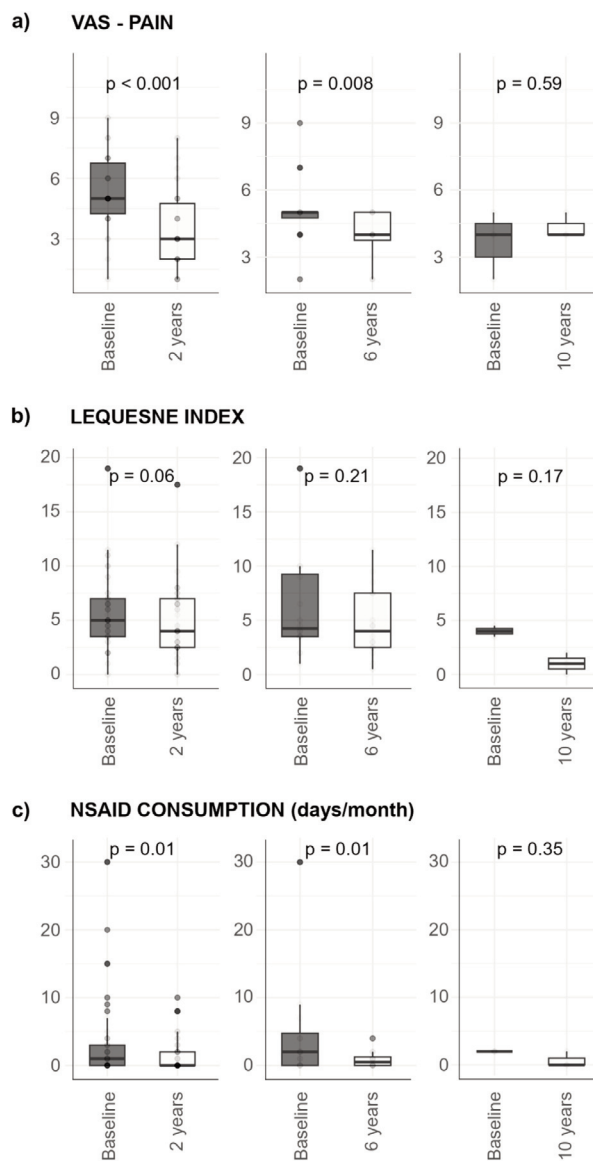 a) VAS - PAIN
p < 0.001 p = 0.008 p = 0.59
9 9 9
6 6 6
3 3 3
Baseline 2 years Baseline 6 years Baseline 10 years
b) LEQUESNE INDEX
20 20 20
p = 0.06 p = 0.21 p = 0.17
15 15 15
10 10 10
5 5 5
0 0 0
Baseline 2 years Baseline 6 years Baseline 10 years
c) NSAID CONSUMPTION (days/month)
p = 0.01 p = 0.01 p = 0.35
30 30 30
20 20 20
10 10 10
0 0 0
Baseline 2 years Baseline 6 years Baseline 10 years